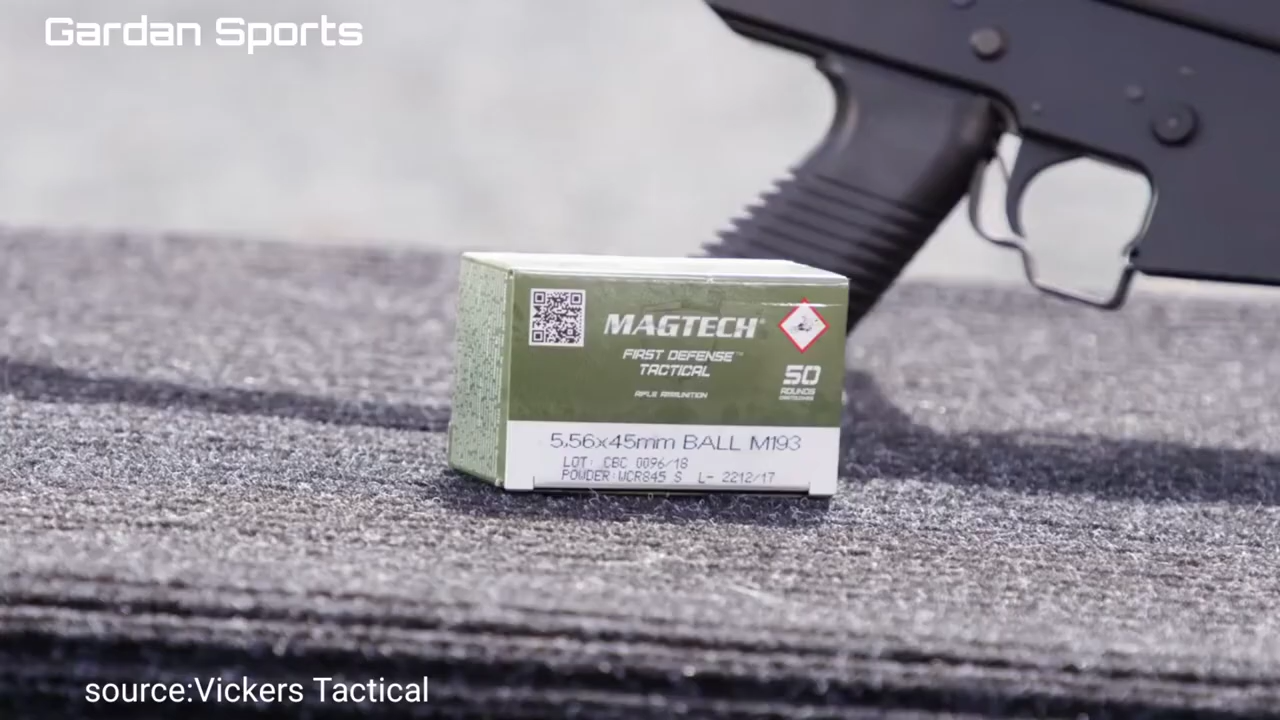 Gardan Sports
MAGTECH
FIRST DEFENSE™
TACTICAL
RIFLE AMMUNITION
50
ROUNDS
CARTOUCHES
5,56x45mm BALL M193
LOT: CBC 0096/18
POWDER:WCR845 S L- 2212/17
source:Vickers Tactical